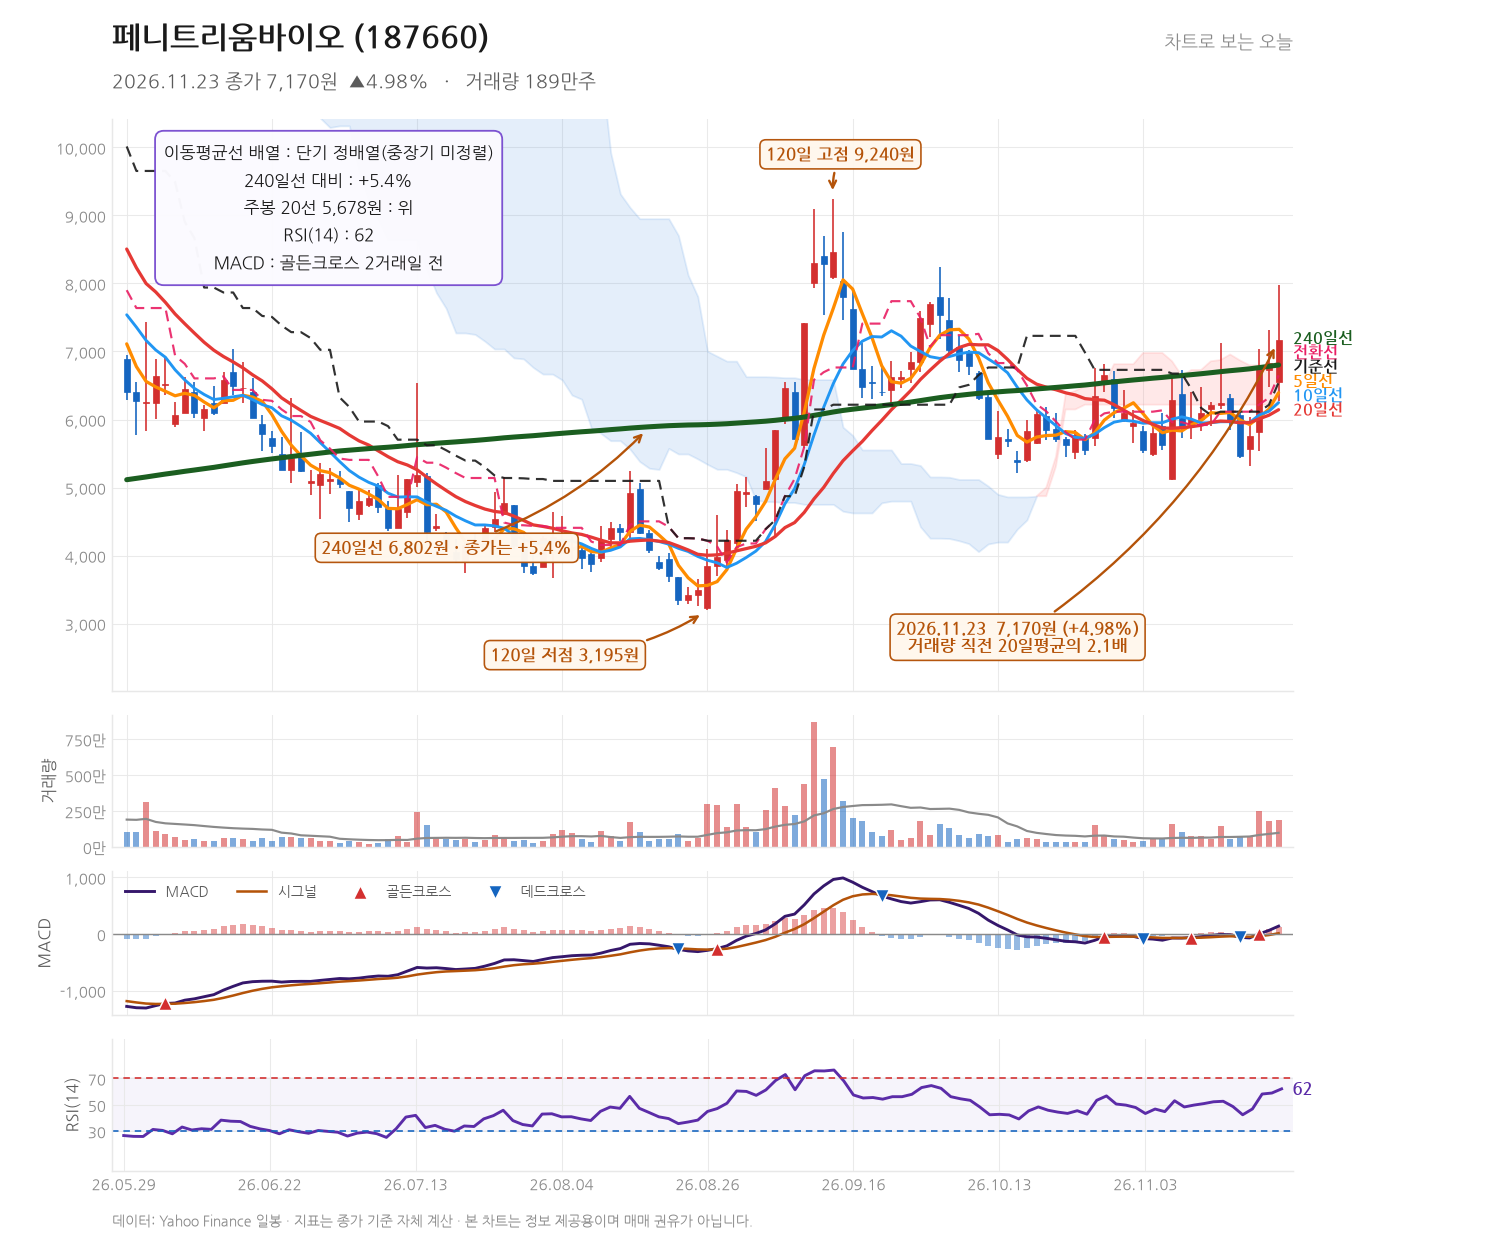 페니트리움바이오 (187660)
차트로 보는 오늘
2026.11.23 종가 7,170원 ▲4.98% · 거래량 189만주
이동평균선 배열 : 단기 정배열(중장기 미정렬)
240일선 대비 : +5.4%
주봉 20선 5,678원 : 위
RSI(14) : 62
MACD : 골든크로스 2거래일 전
120일 고점 9,240원
10,000
9,000
8,000
7,000
6,000
5,000
4,000
3,000
240일선
전환선
기준선
5일선
10일선
20일선
240일선 6,802원 · 종가는 +5.4%
120일 저점 3,195원
2026.11.23 7,170원 (+4.98%)
거래량 직전 20일평균의 2.1배
거래량
750만
500만
250만
0만
MACD
1,000
0
-1,000
MACD 시그널 골든크로스 데드크로스
RSI(14)
70
50
30
62
26.05.29 26.06.22 26.07.13 26.08.04 26.08.26 26.09.16 26.10.13 26.11.03
데이터: Yahoo Finance 일봉 · 지표는 종가 기준 자체 계산 · 본 차트는 정보 제공용이며 매매 권유가 아닙니다.